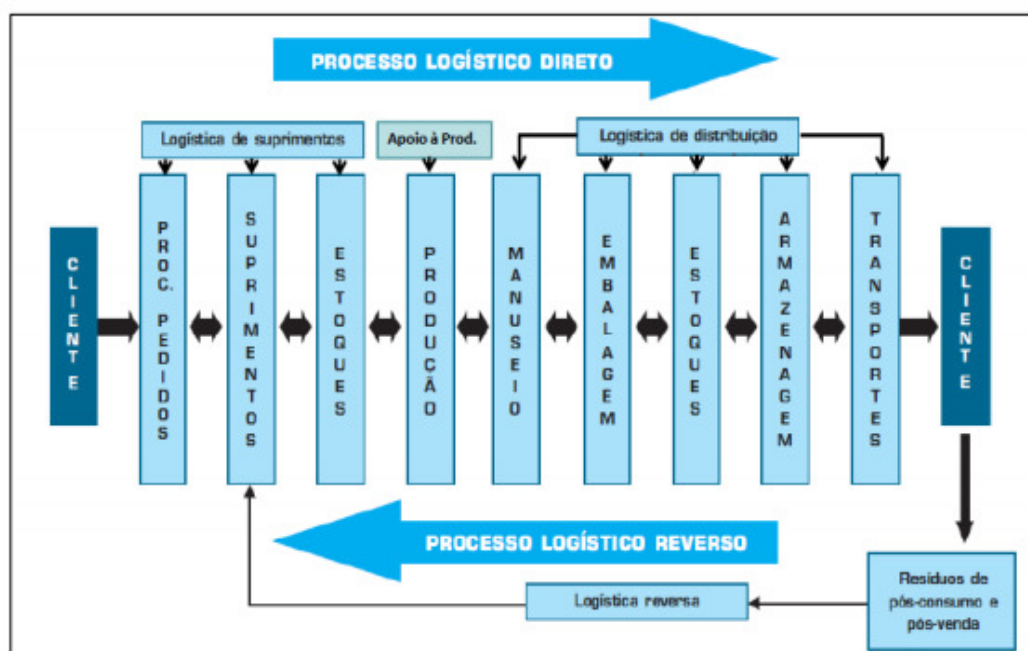 PROCESSO LOGÍSTICO DIRETO
Logística de suprimentos
Apoio à Prod.
Logística de distribuição
CLIENTE
PROC. PEDIDOS
SUPRIMENTOS
ESTOQUES
PRODUÇÃO
MANUSEIO
EMBALAGEM
ESTOQUES
ARMAZENAGEM
TRANSPORTES
CLIENTE
PROCESSO LOGÍSTICO REVERSO
Logística reversa
Resíduos de
pós-consumo e
pós-venda